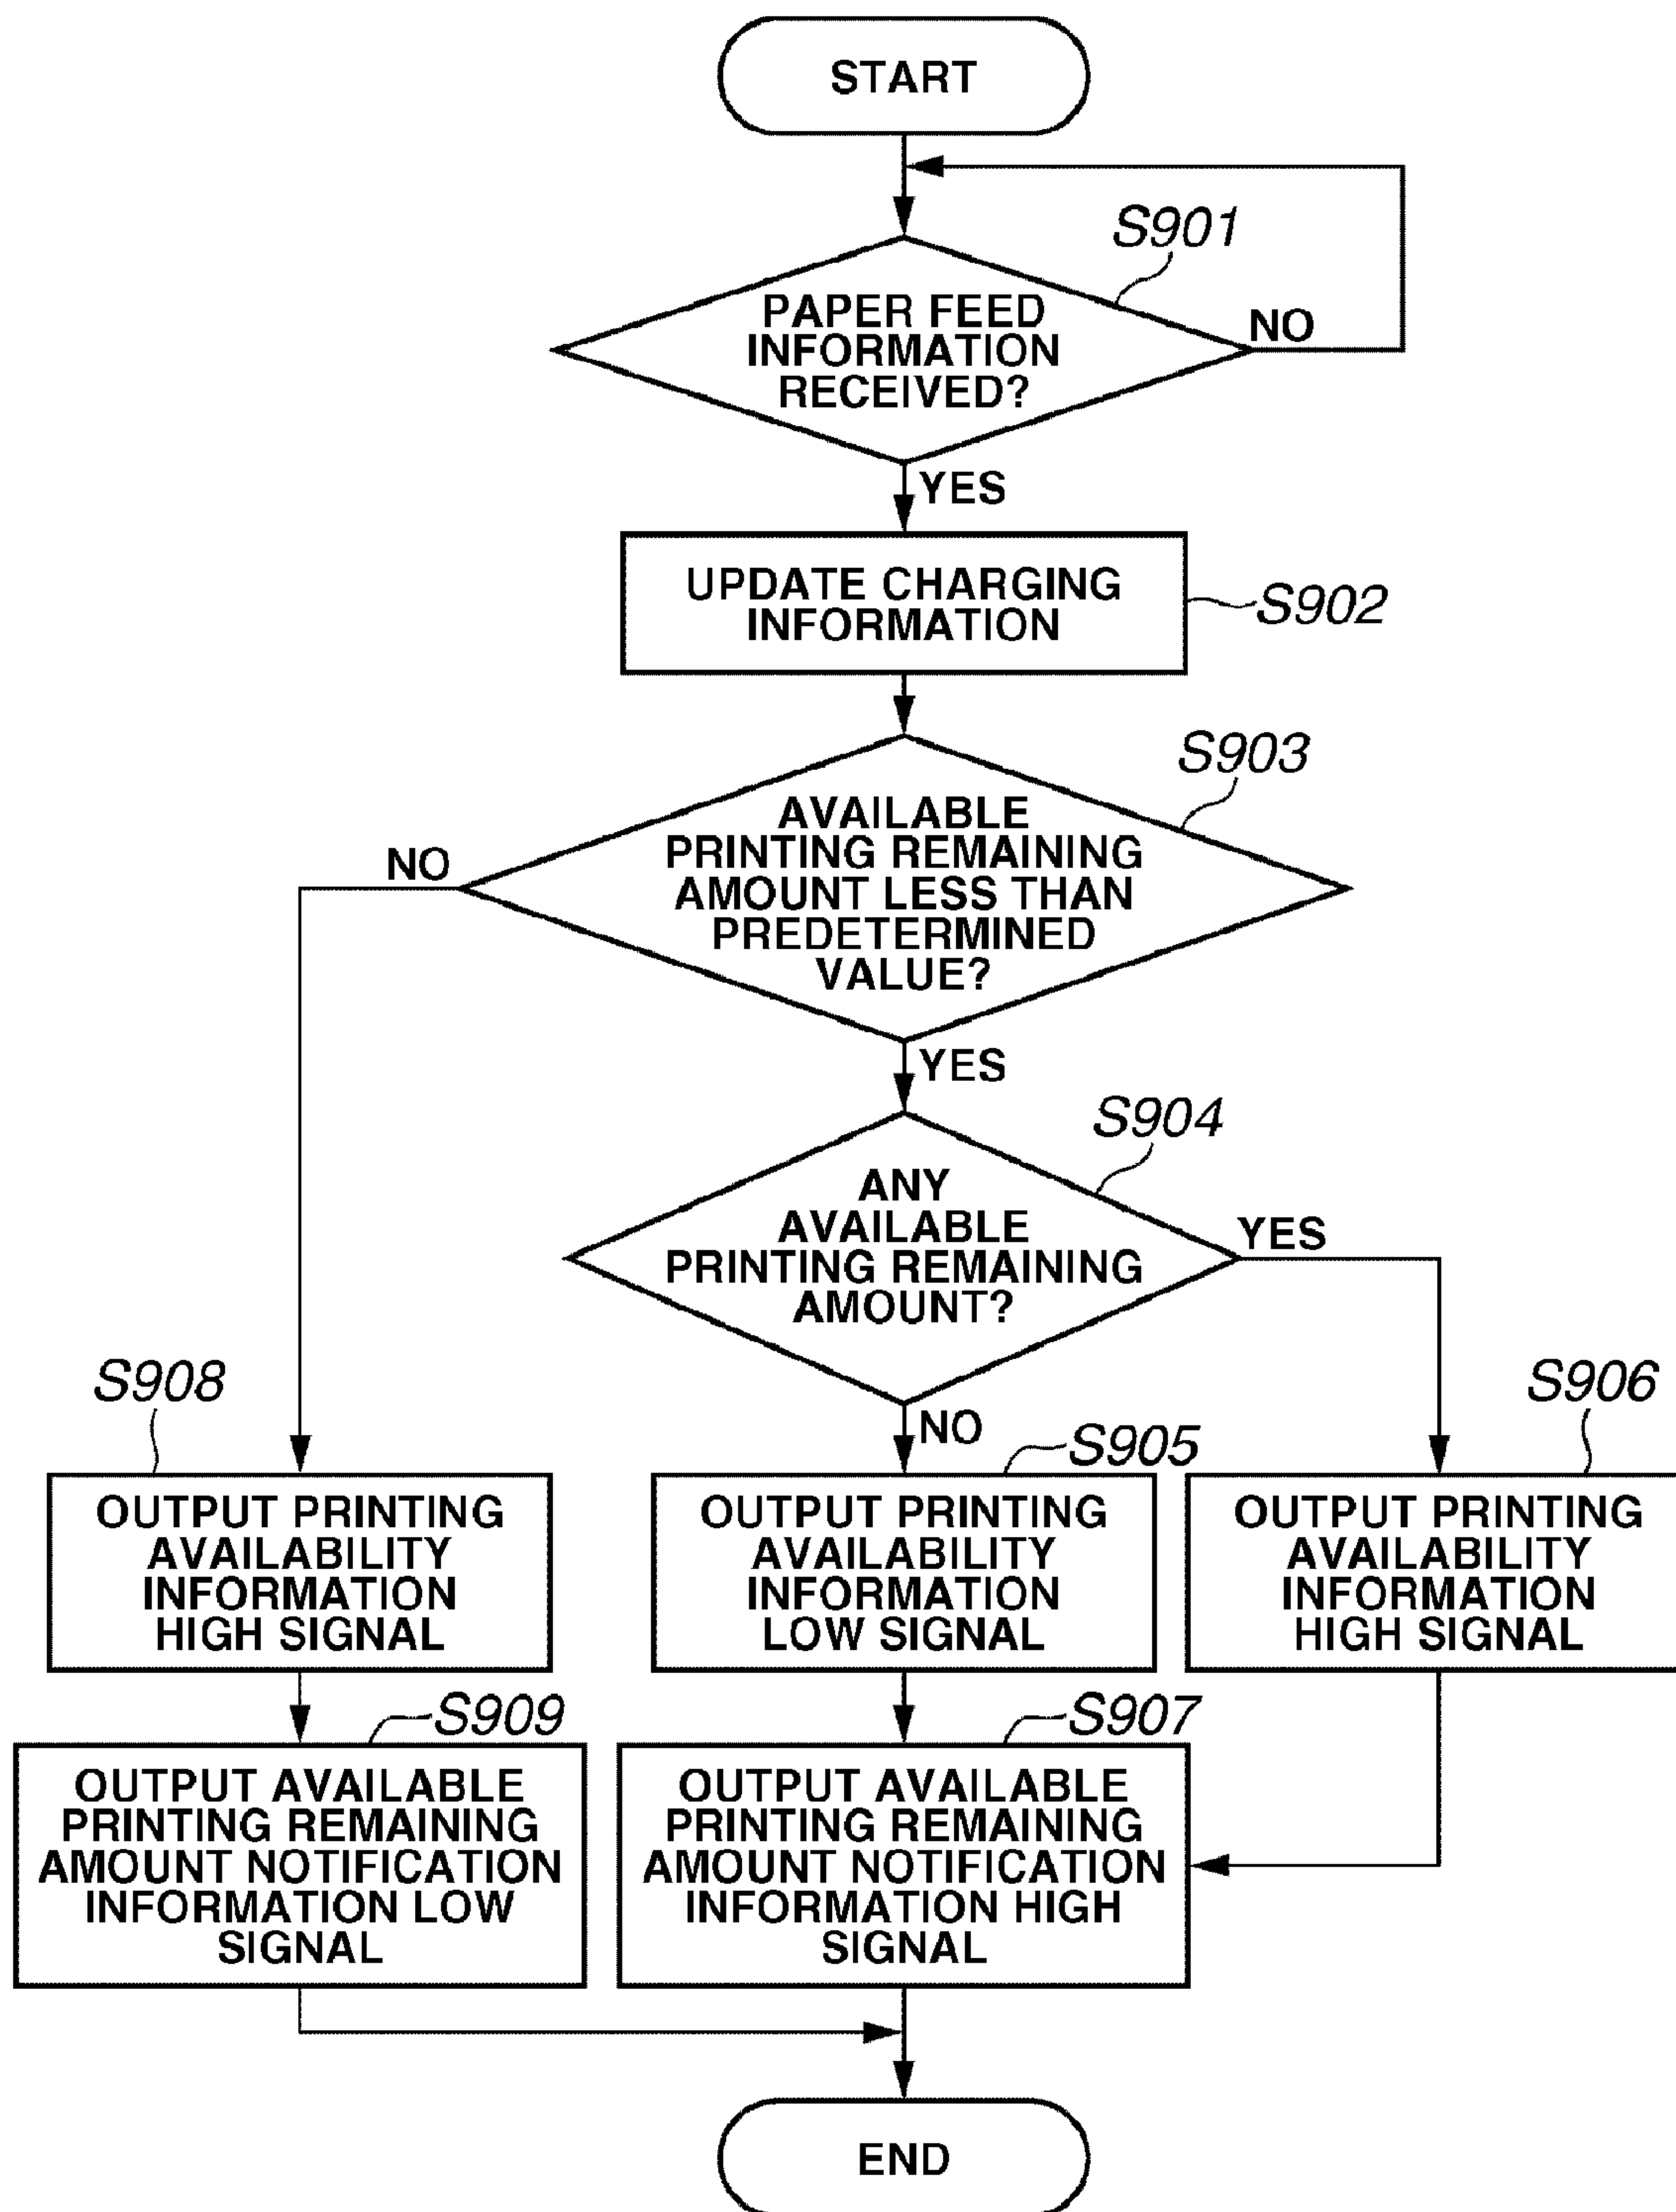 START
S901
PAPER FEED
INFORMATION
RECEIVED?
NO
YES
UPDATE CHARGING
INFORMATION
S902
S903
AVAILABLE
PRINTING REMAINING
AMOUNT LESS THAN
PREDETERMINED
VALUE?
NO
YES
S904
ANY
AVAILABLE
PRINTING REMAINING
AMOUNT?
YES
NO
S908
OUTPUT PRINTING
AVAILABILITY
INFORMATION
HIGH SIGNAL
S905
OUTPUT PRINTING
AVAILABILITY
INFORMATION
LOW SIGNAL
S906
OUTPUT PRINTING
AVAILABILITY
INFORMATION
HIGH SIGNAL
S909
OUTPUT AVAILABLE
PRINTING REMAINING
AMOUNT NOTIFICATION
INFORMATION LOW
SIGNAL
S907
OUTPUT AVAILABLE
PRINTING REMAINING
AMOUNT NOTIFICATION
INFORMATION HIGH
SIGNAL
END